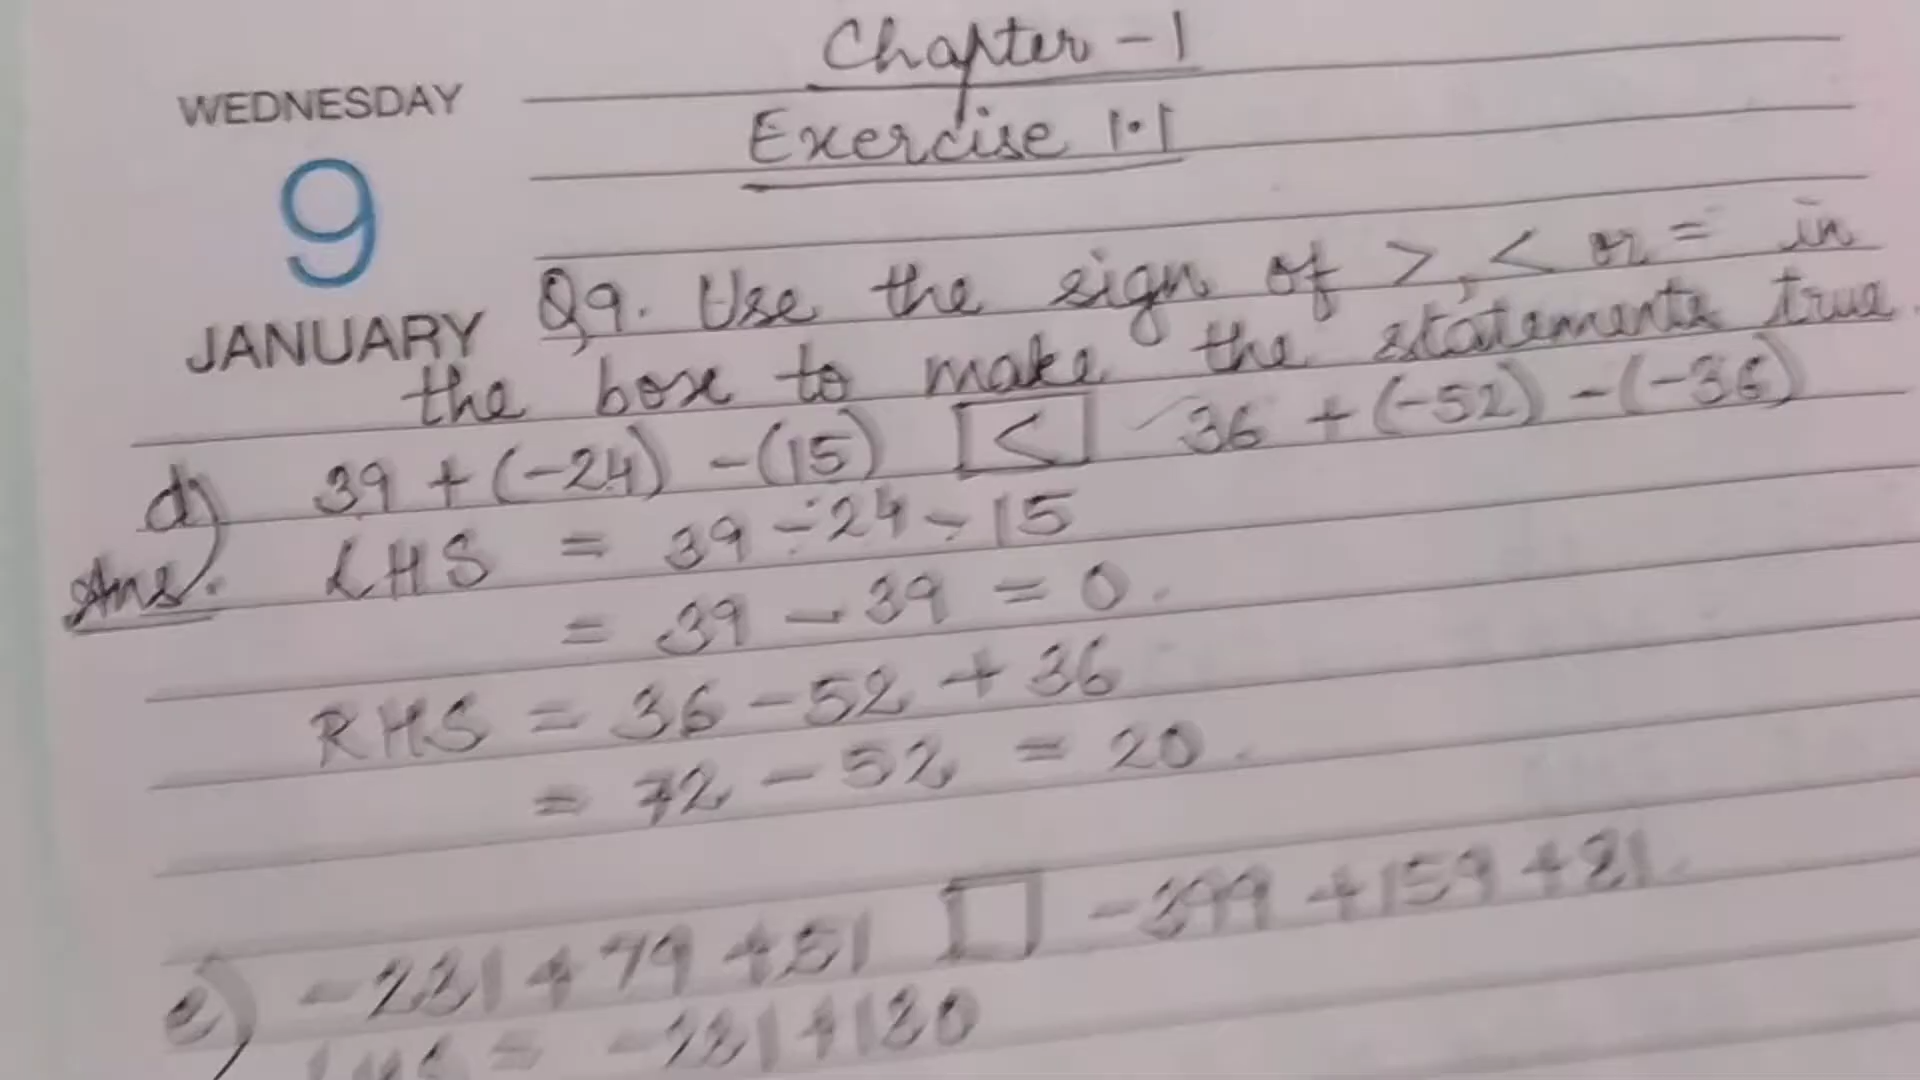 Chapter - 1
WEDNESDAY
Exercise 1.1
9
JANUARY
Q9. Use the sign of >, < or = in
the box to make the statements true.
d) 39 + (-24) - (15) [<] 36 + (-52) - (-36)
Ans. LHS = 39 - 24 - 15
= 39 - 39 = 0.
RHS = 36 - 52 + 36
= 72 - 52 = 20.
e) -231 + 79 + 51 □ -399 + 159 + 81
LHS = -231 + 130